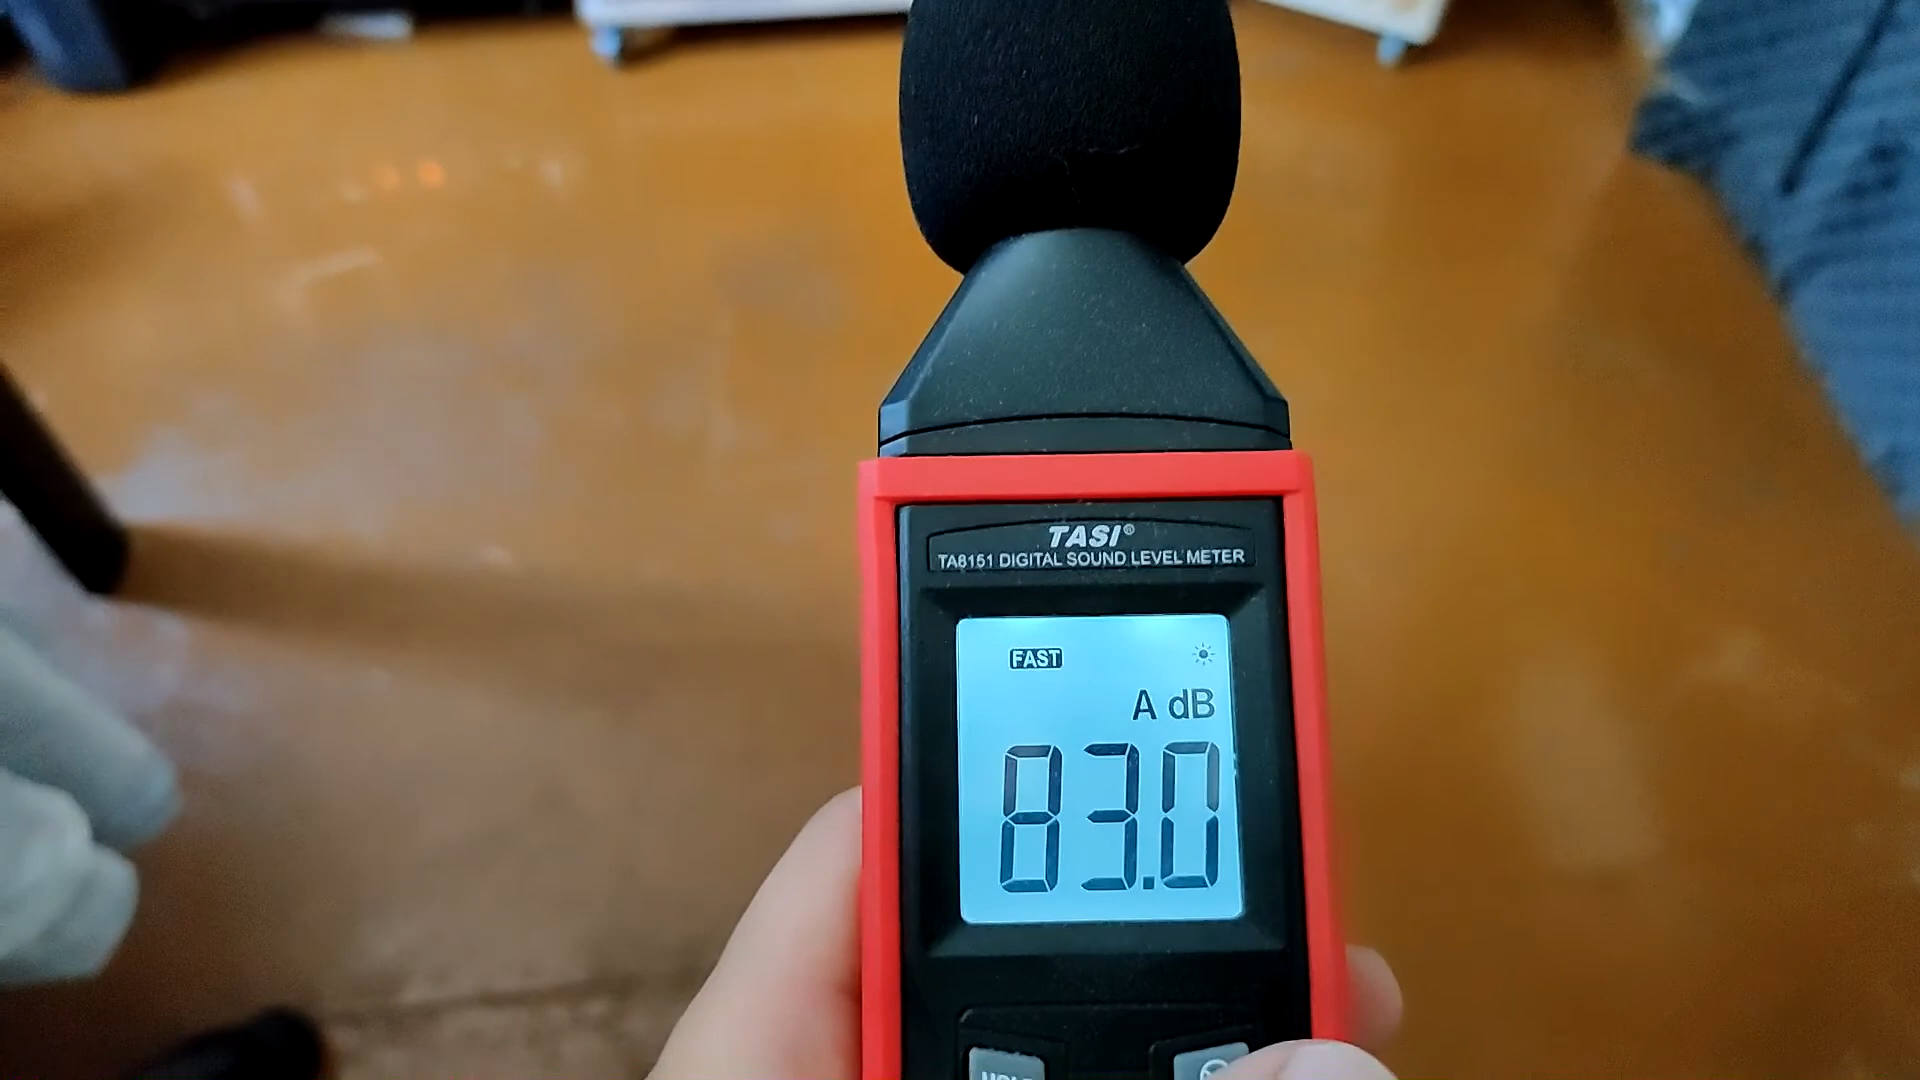 TASI®
TA8151 DIGITAL SOUND LEVEL METER
FAST
A dB
83.0